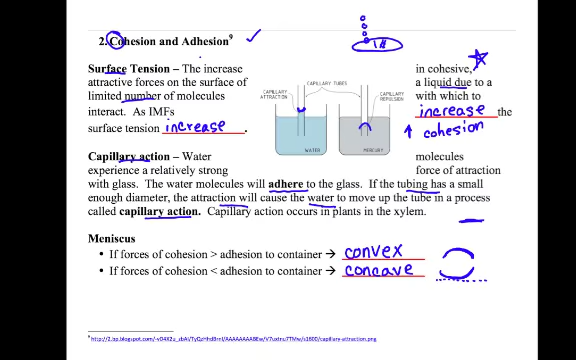 2. Cohesion and Adhesion⁹
Surface Tension – The increase in cohesive,
attractive forces on the surface of a liquid due to a
limited number of molecules with which to
interact. As IMFs increase the
surface tension increase . ↑ cohesion
CAPILLARY TUBES
CAPILLARY ATTRACTION
CAPILLARY REPULSION
WATER
MERCURY
Capillary action – Water molecules
experience a relatively strong force of attraction
with glass. The water molecules will adhere to the glass. If the tubing has a small
enough diameter, the attraction will cause the water to move up the tube in a process
called capillary action. Capillary action occurs in plants in the xylem.
Meniscus
• If forces of cohesion > adhesion to container → convex
• If forces of cohesion < adhesion to container → concave